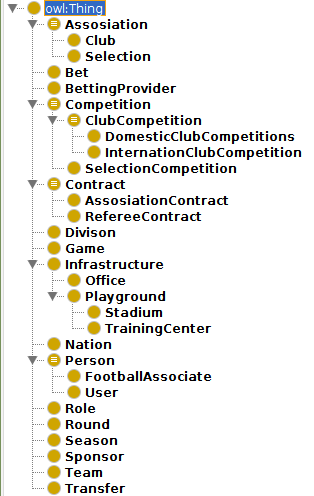 owl:Thing
Assosiation
Club
Selection
Bet
BettingProvider
Competition
ClubCompetition
DomesticClubCompetitions
InternationClubCompetition
SelectionCompetition
Contract
AssosiationContract
RefereeContract
Divison
Game
Infrastructure
Office
Playground
Stadium
TrainingCenter
Nation
Person
FootballAssociate
User
Role
Round
Season
Sponsor
Team
Transfer